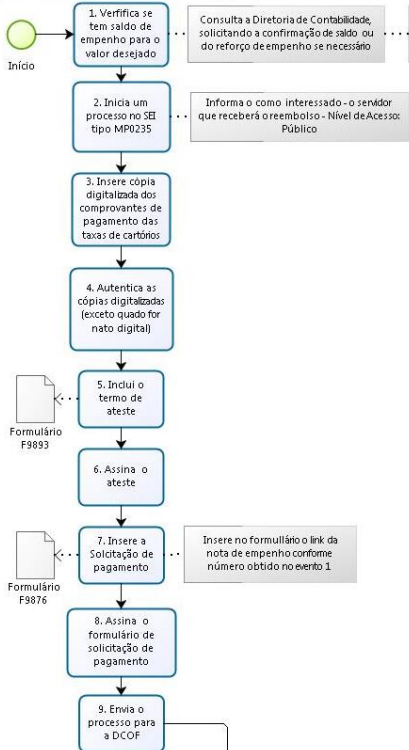 1. Verfifica se
tem saldo de
empenho para o
valor desejado
Consulta a Diretoria de Contabilidade,
solicitando a confirmação de saldo ou
do reforço de empenho se necessário
Início
2. Inicia um
processo no SEI
tipo MP0235
Informa o como interessado - o servidor
que receberá o reembolso - Nível de Acesso:
Público
3. Insere cópia
digitalizada dos
comprovantes de
pagamento das
taxas de cartórios
4. Autentica as
cópias digitalizadas
(exceto quado for
nato digital)
5. Inclui o
termo de
ateste
Formulário
F9893
6. Assina o
ateste
7. Insere a
Solcitação de
pagamento
Insere no formullário o link da
nota de empenho conforme
número obtido no evento 1
Formulário
F9876
8. Assina o
formulário de
solicitação de
pagamento
9. Envia o
processo para
a DCOF